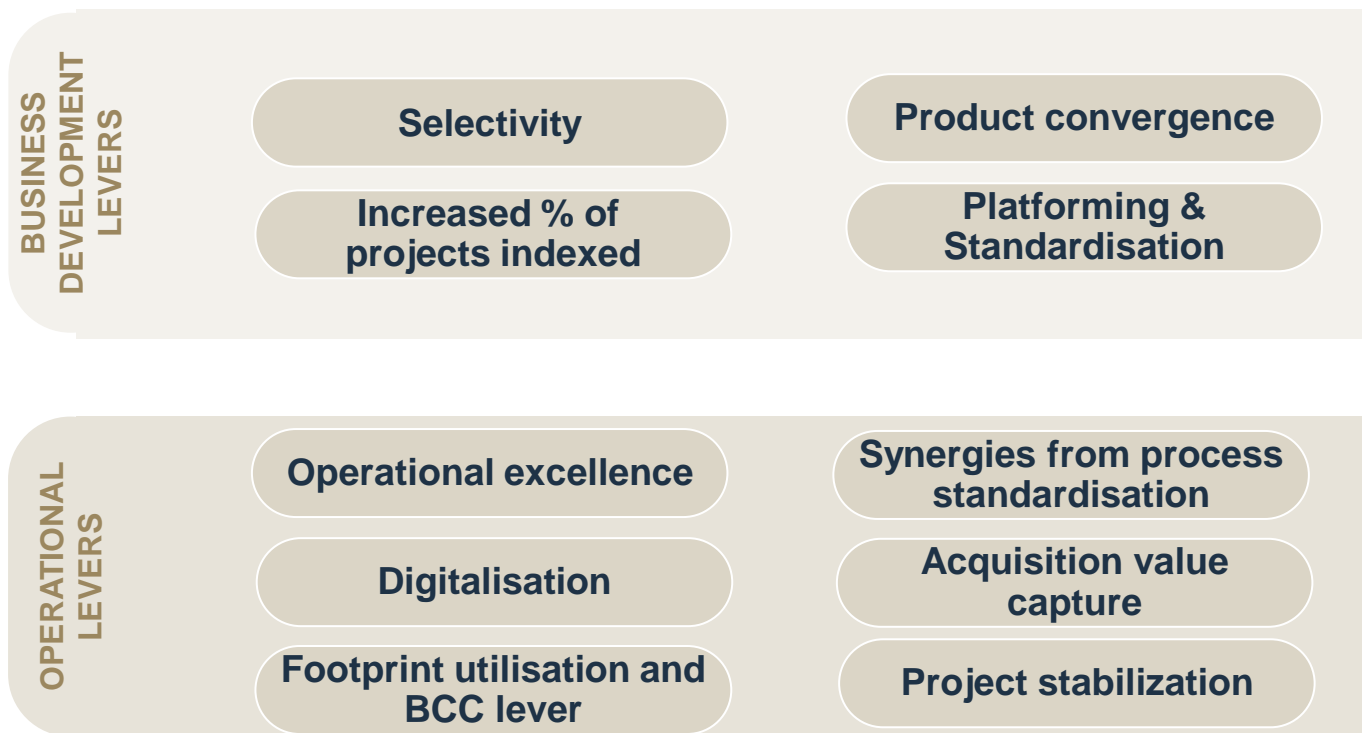 BUSINESS
DEVELOPMENT
LEVERS
Selectivity
Product convergence
Increased % of
projects indexed
Platforming &
Standardisation
OPERATIONAL
LEVERS
Operational excellence
Synergies from process
standardisation
Digitalisation
Acquisition value
capture
Footprint utilisation and
BCC lever
Project stabilization